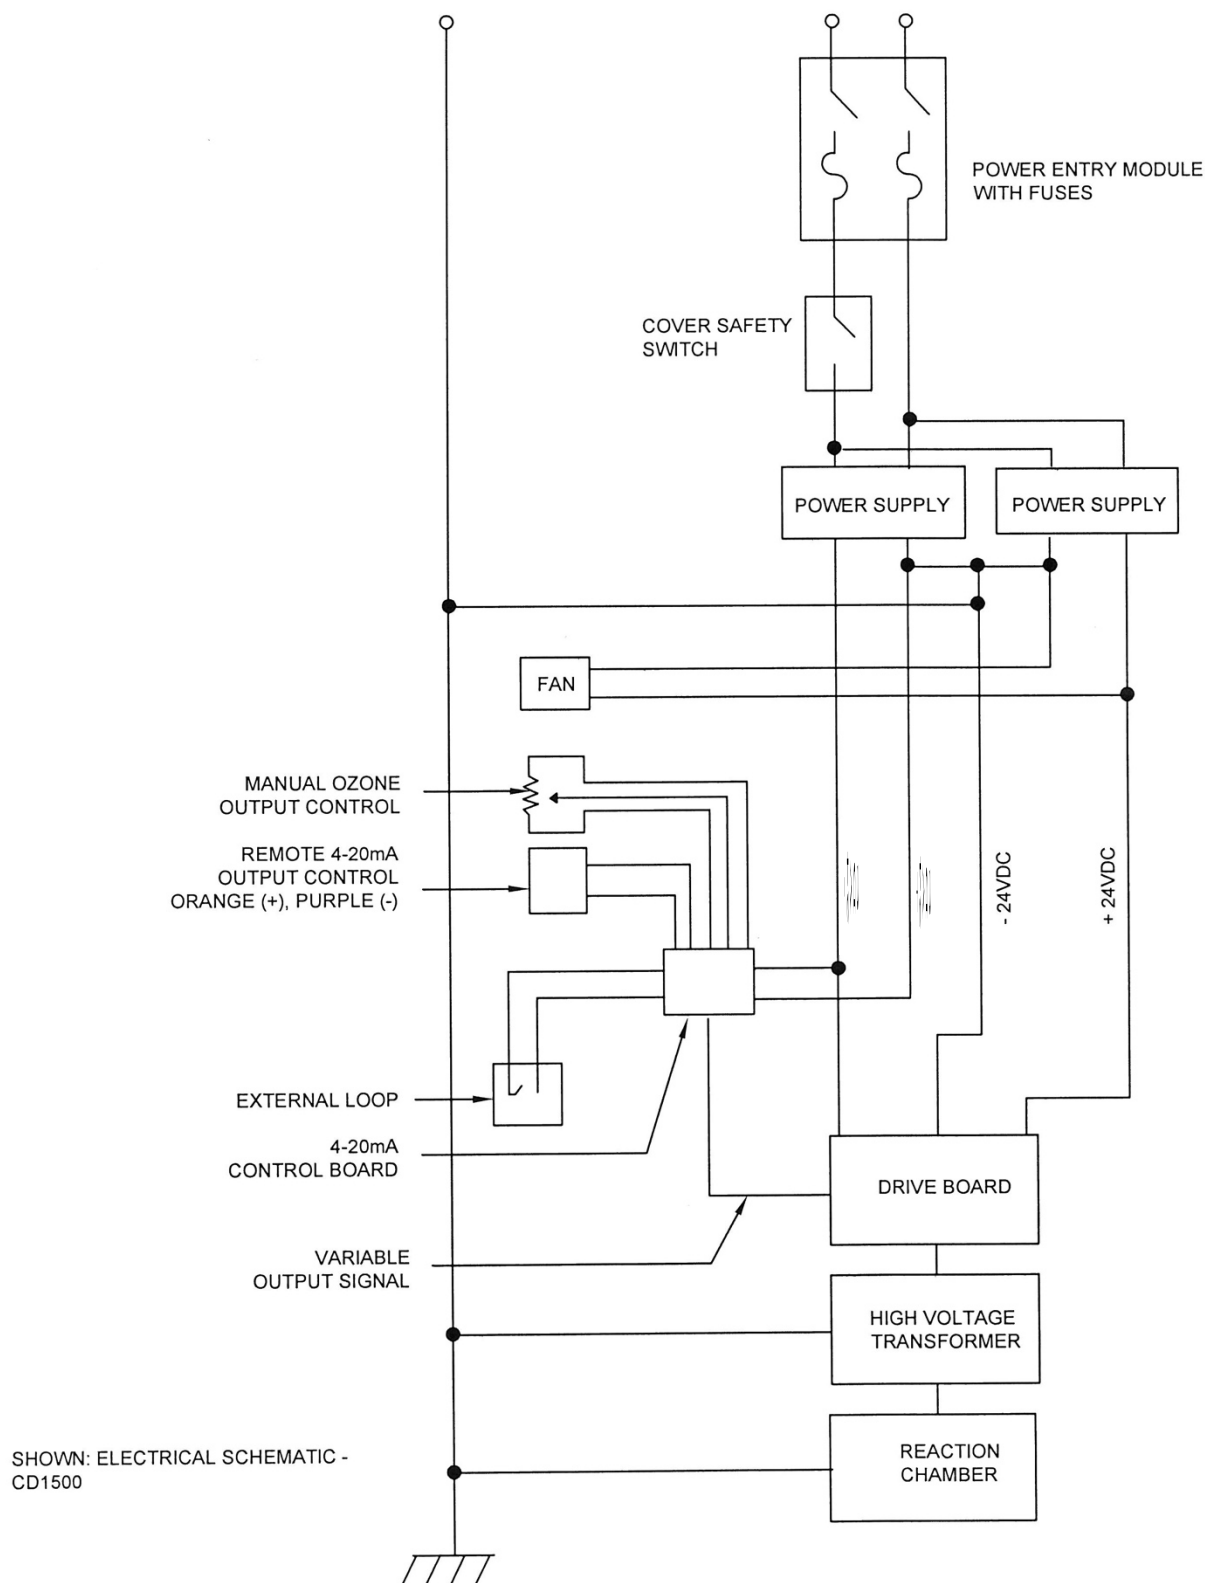 POWER ENTRY MODULE
WITH FUSES
COVER SAFETY
SWITCH
POWER SUPPLY
POWER SUPPLY
FAN
MANUAL OZONE
OUTPUT CONTROL
REMOTE 4-20mA
OUTPUT CONTROL
ORANGE (+), PURPLE (-)
- 24VDC
+ 24VDC
EXTERNAL LOOP
4-20mA
CONTROL BOARD
DRIVE BOARD
VARIABLE
OUTPUT SIGNAL
HIGH VOLTAGE
TRANSFORMER
REACTION
CHAMBER
SHOWN: ELECTRICAL SCHEMATIC -
CD1500